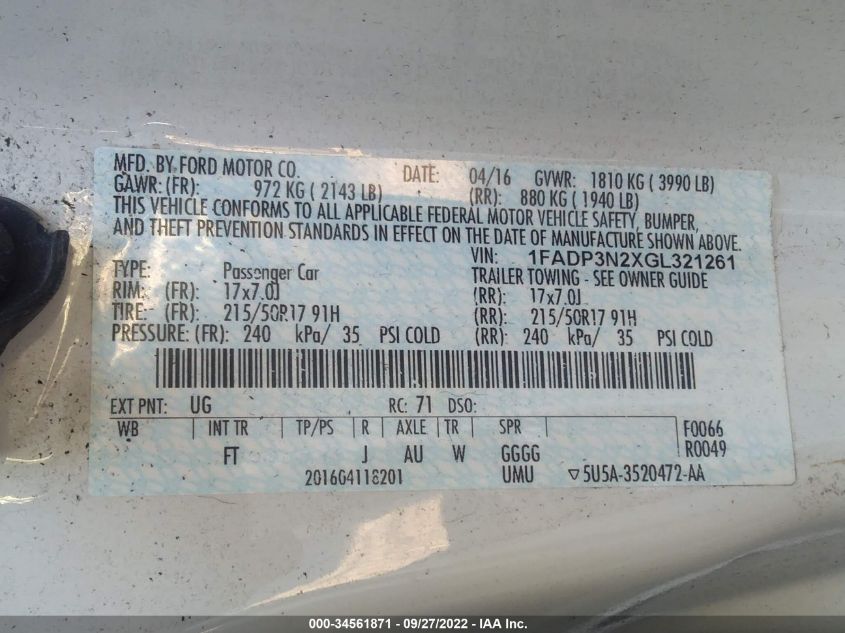 MFD. BY FORD MOTOR CO. DATE: 04/16 GVWR: 1810 KG ( 3990 LB)
GAWR: (FR): 972 KG ( 2143 LB) (RR): 880 KG ( 1940 LB)
THIS VEHICLE CONFORMS TO ALL APPLICABLE FEDERAL MOTOR VEHICLE SAFETY, BUMPER,
AND THEFT PREVENTION STANDARDS IN EFFECT ON THE DATE OF MANUFACTURE SHOWN ABOVE.
VIN: 1FADP3N2XGL321261
TYPE: Passenger Car TRAILER TOWING - SEE OWNER GUIDE
RIM: (FR): 17x7.0J (RR): 17x7.0J
TIRE: (FR): 215/50R17 91H (RR): 215/50R17 91H
PRESSURE: (FR): 240 kPa/ 35 PSI COLD (RR): 240 kPa/ 35 PSI COLD
EXT PNT: UG RC: 71 DSO:
WB INT TR TP/PS R AXLE TR SPR F0066
FT J AU W GGGG R0049
201604118201 UMU ▽5U5A-3520472-AA
000-34561871 / 09/27/2022 - IAA, Inc.